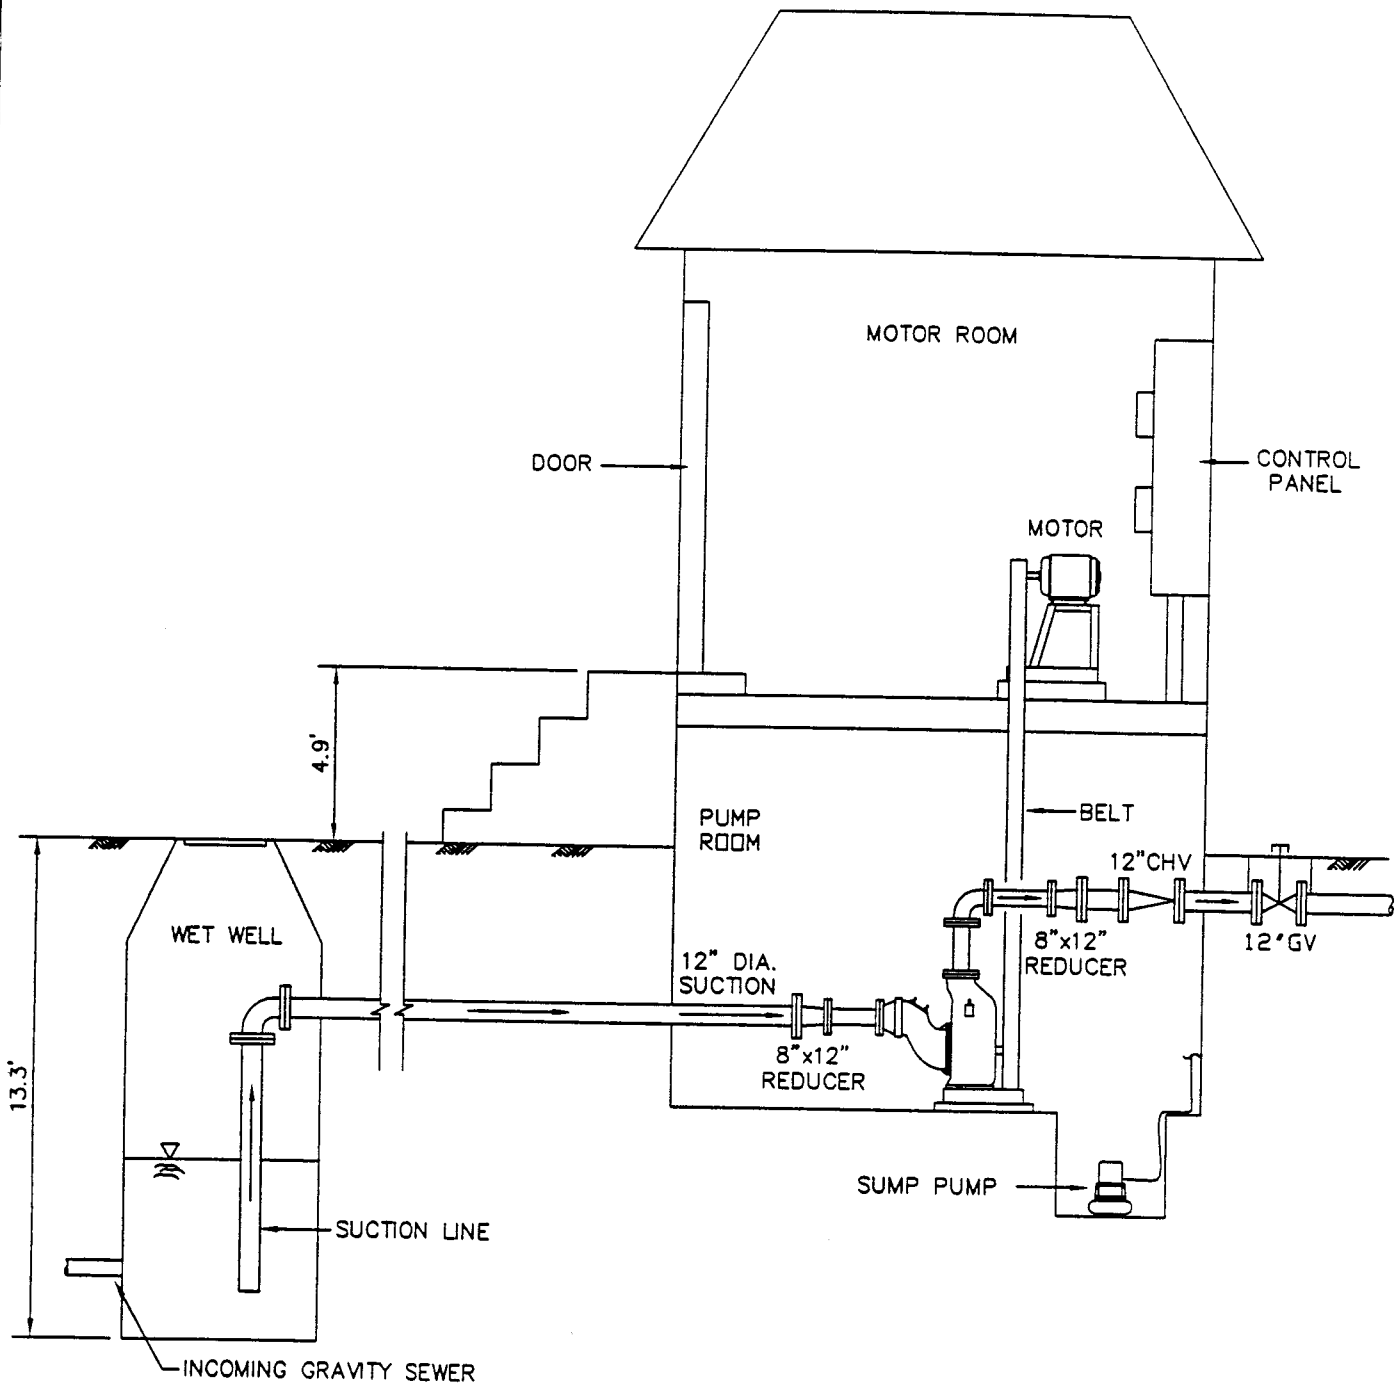 MOTOR ROOM
DOOR
CONTROL
PANEL
MOTOR
4.9'
PUMP
ROOM
BELT
12"CHV
WET WELL
8"x12"
REDUCER
12"GV
12" DIA.
SUCTION
13.3'
8"x12"
REDUCER
SUMP PUMP
SUCTION LINE
INCOMING GRAVITY SEWER